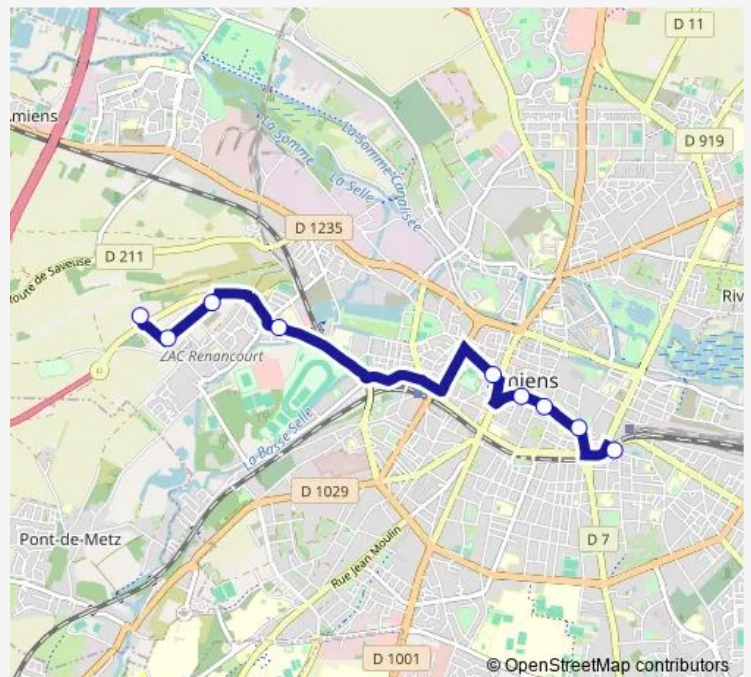 D 11
miens
La Somme
La Somme Canalisée
D 919
La Selle
D 1235
D 211
Route de Saveuse
Riv
ZAC Renoncourt
miens
La Basse Selle
D 1029
Pont-de-Metz
D 7
Rue Jean Moulin
D 1001
© OpenStreetMap contributors